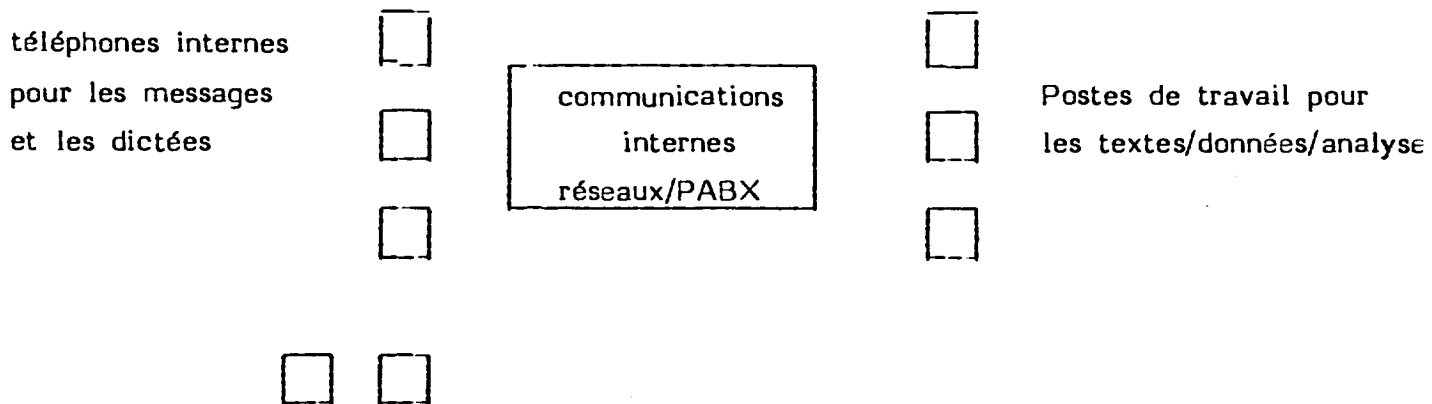 téléphones internes
pour les messages
et les dictées
communications
internes
réseaux/PABX
Postes de travail pour
les textes/données/analyse